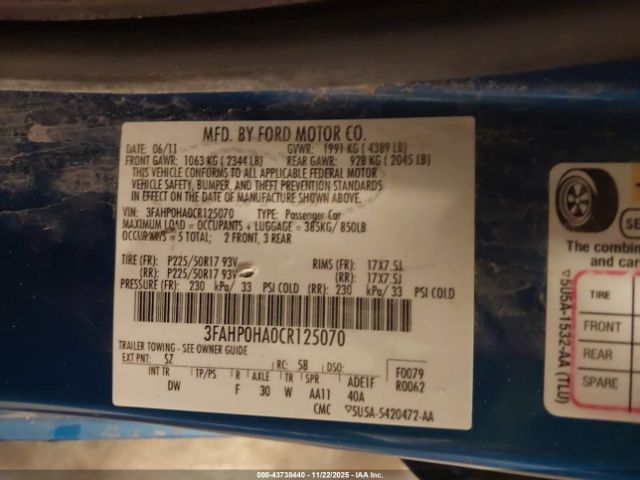 MFD. BY FORD MOTOR CO.
DATE: 06/11 GVWR: 1991 KG ( 4389 LB)
FRONT GAWR: 1063 KG ( 2344 LB) REAR GAWR: 928 KG ( 2045 LB)
THIS VEHICLE CONFORMS TO ALL APPLICABLE FEDERAL MOTOR
VEHICLE SAFETY, BUMPER, AND THEFT PREVENTION STANDARDS
IN EFFECT ON THE DATE OF MANUFACTURE SHOWN ABOVE.
VIN: 3FAHP0HA0CR125070 TYPE: Passenger Car
MAXIMUM LOAD = OCCUPANTS + LUGGAGE = 385KG/ 850LB
OCCUPANTS = 5 TOTAL; 2 FRONT, 3 REAR
TIRE (FR): P225/50R17 93V RIMS (FR): 17X7.5J
(RR): P225/50R17 93V (RR): 17X7.5J
PRESSURE (FR): 230 kPa/ 33 PSI COLD (RR): 230 kPa/ 33 PSI COLD
3FAHP0HA0CR125070
TRAILER TOWING - SEE OWNER GUIDE
EXT PNT: SZ RC: 58 DSO: F0079
INT TR TP/PS R AXLE TR SPR ADE1F R0062
DW F 30 W AA11 40A
CMC ▽5U5A-5420472-AA
The combin
and car
TIRE
FRONT
REAR
SPARE
▽5U5A-1532-AA (TLU)
000-43738440 - 11/22/2025 - IAA Inc.